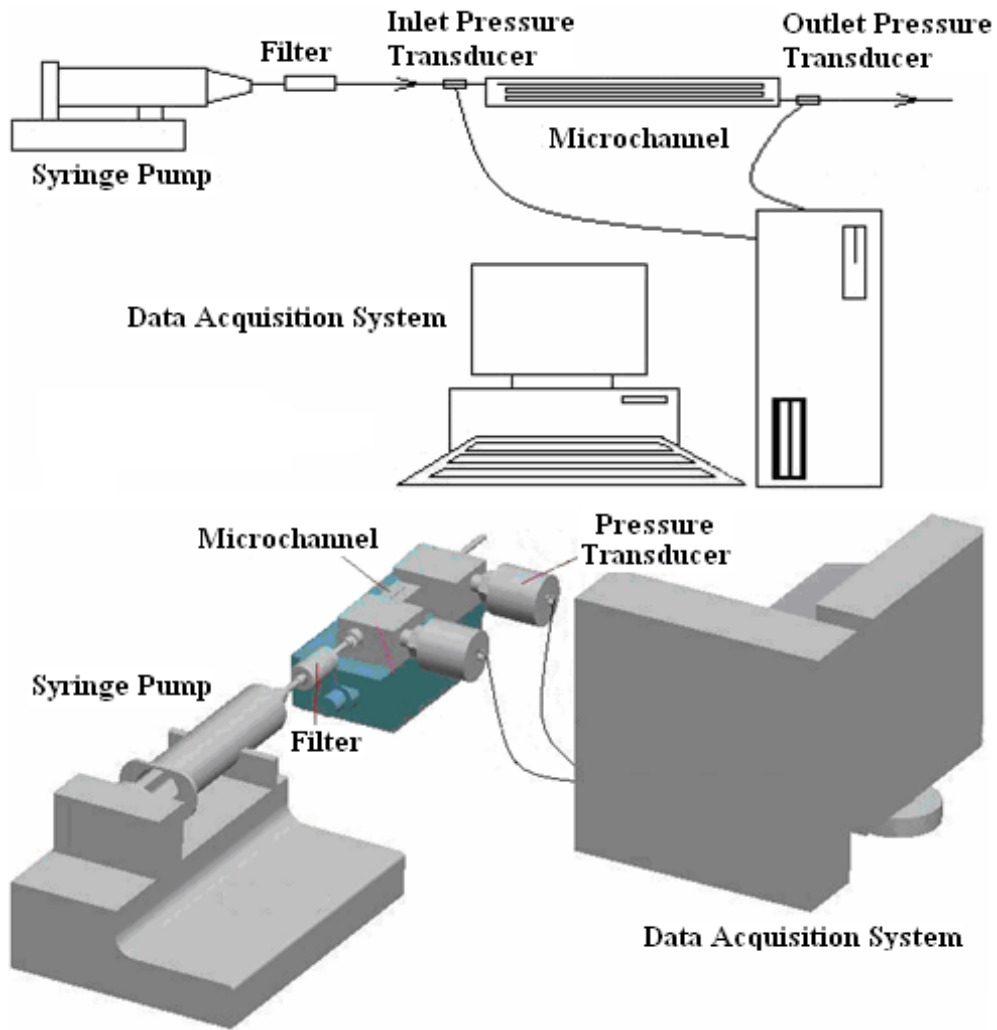 Inlet Pressure
Transducer
Outlet Pressure
Transducer
Filter
Microchannel
Syringe Pump
Data Acquisition System
Microchannel
Pressure
Transducer
Syringe Pump
Filter
Data Acquisition System